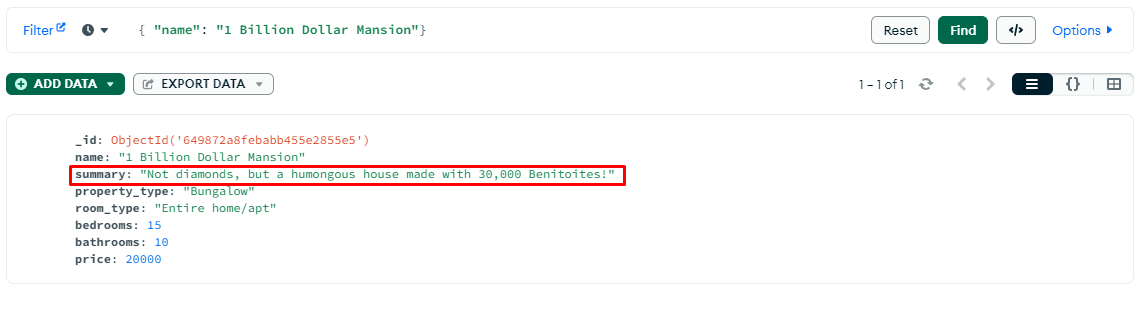 Filter { "name": "1 Billion Dollar Mansion"} Reset Find </> Options
ADD DATA EXPORT DATA 1 – 1 of 1 {}
_id: ObjectId('649872a8febabb455e2855e5')
name: "1 Billion Dollar Mansion"
summary: "Not diamonds, but a humongous house made with 30,000 Benitoites!"
property_type: "Bungalow"
room_type: "Entire home/apt"
bedrooms: 15
bathrooms: 10
price: 20000